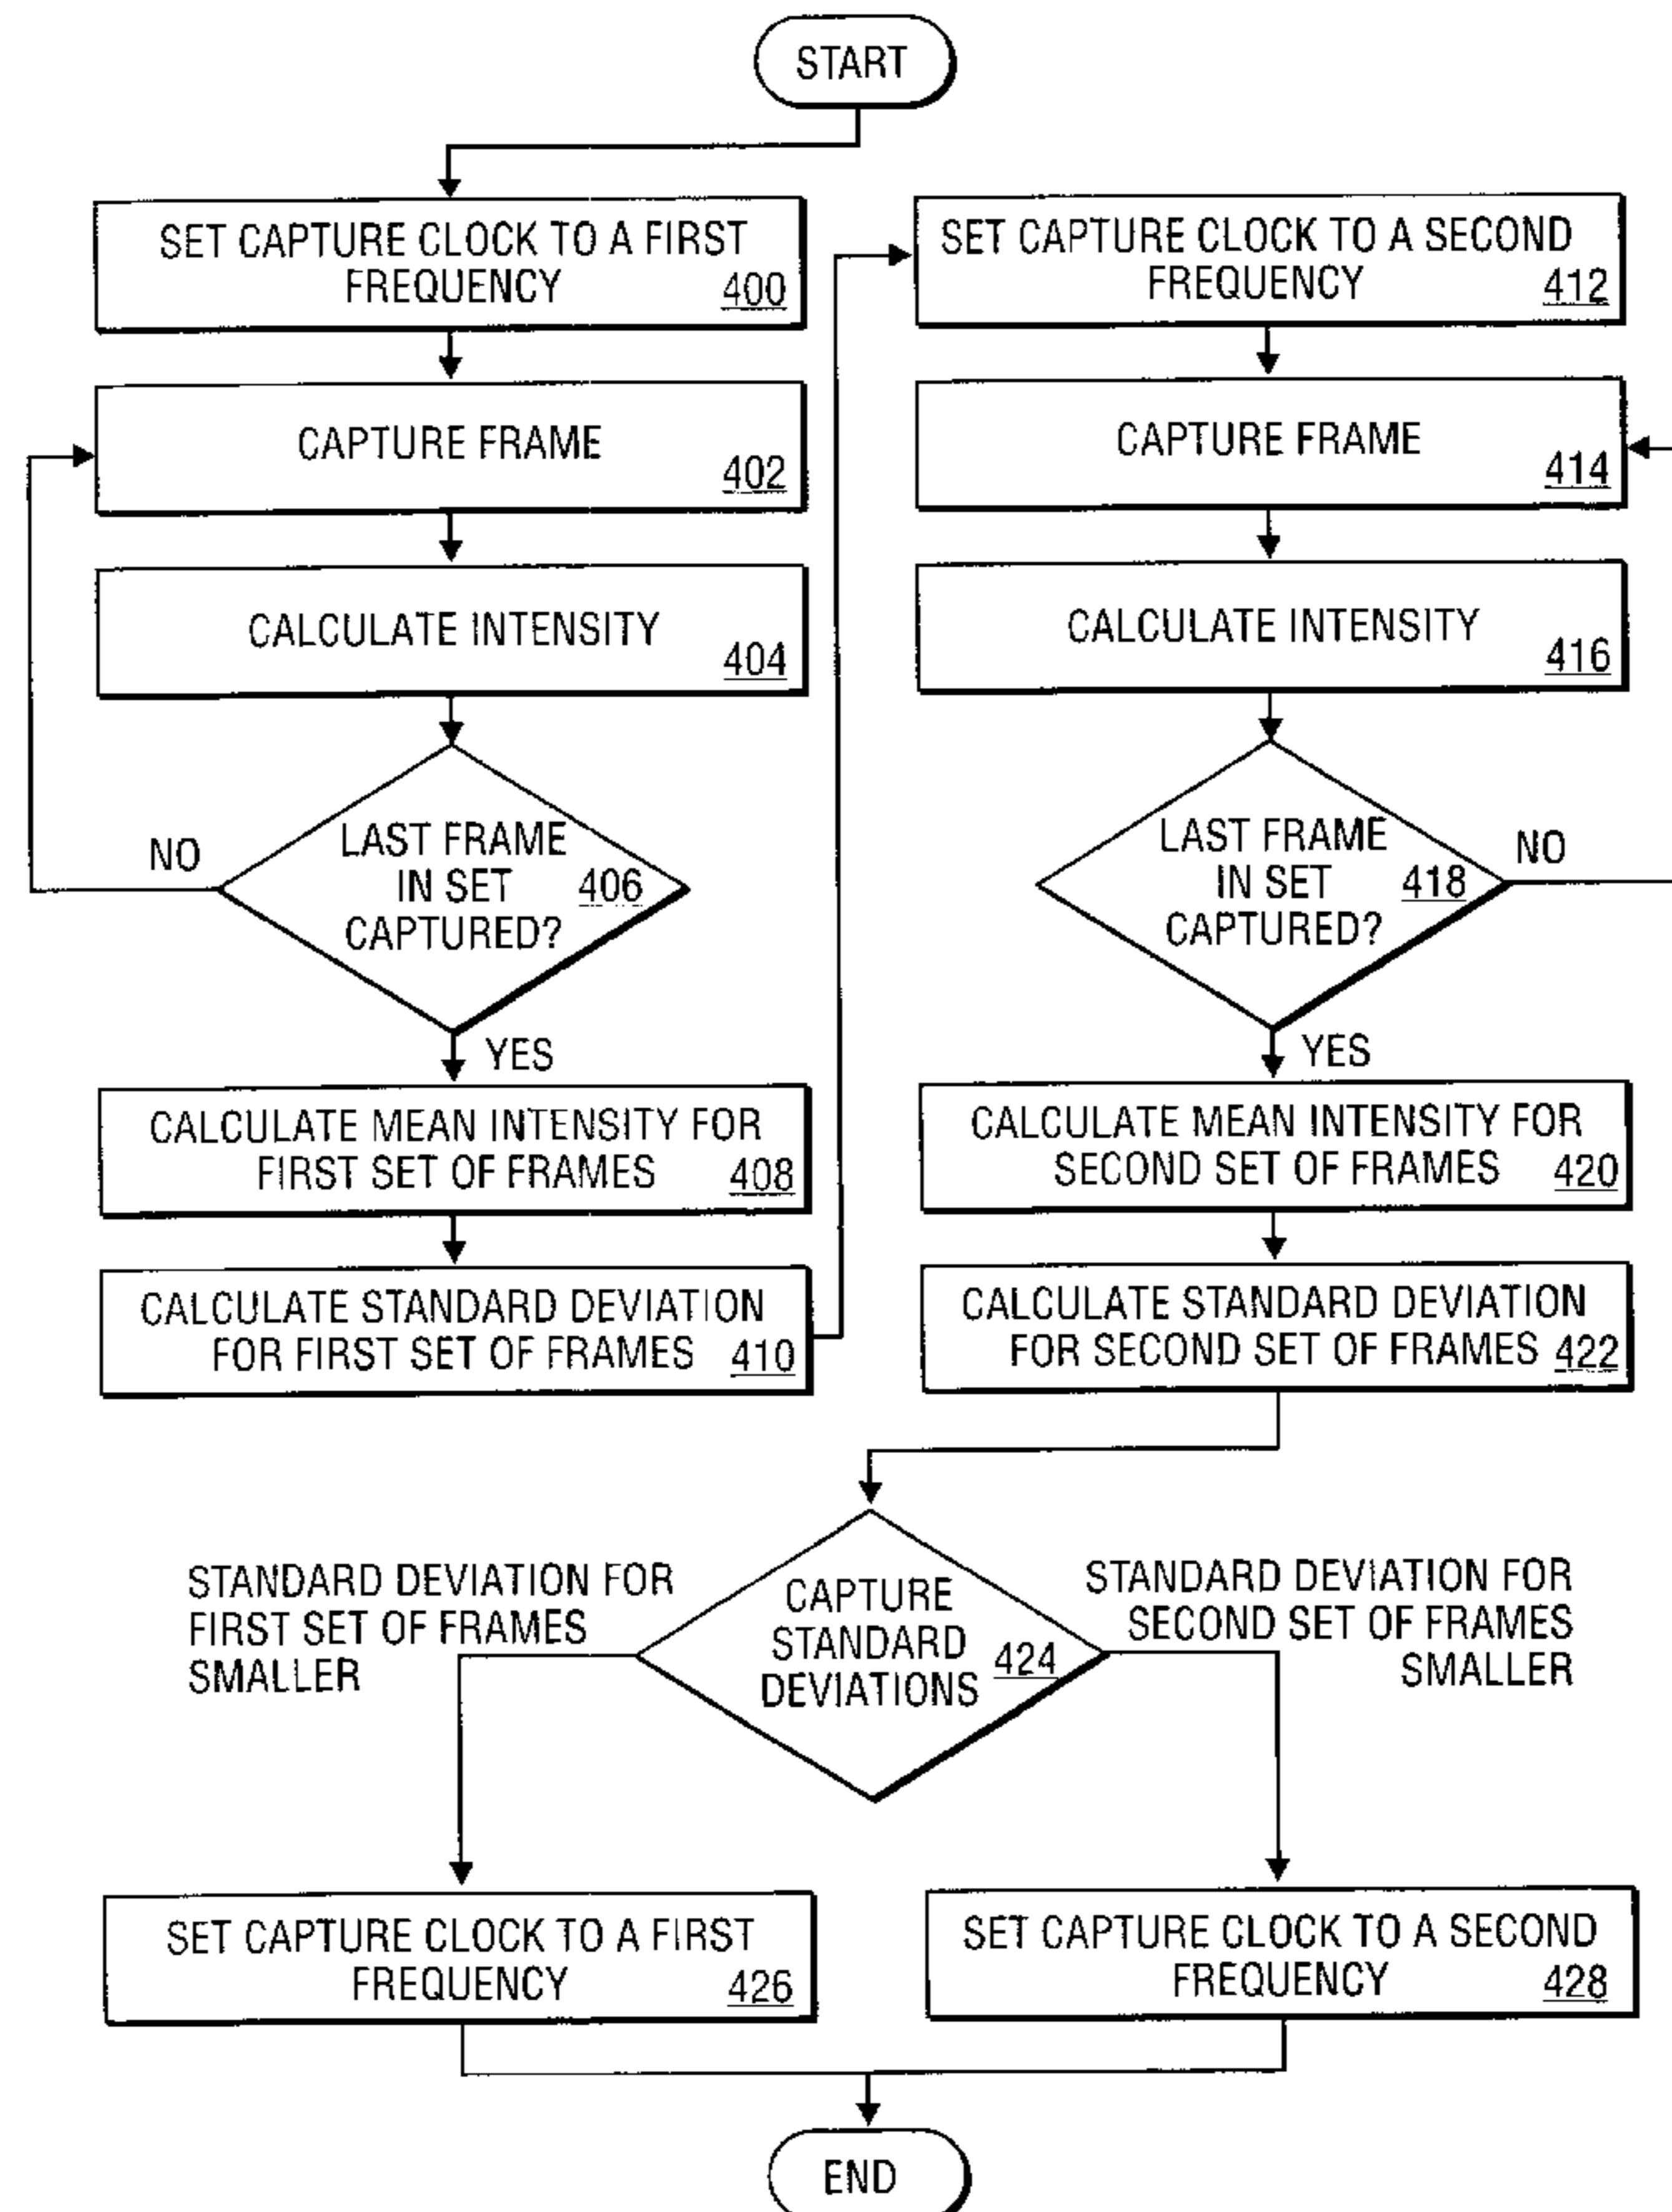 START
SET CAPTURE CLOCK TO A FIRST
FREQUENCY 400
CAPTURE FRAME
402
CALCULATE INTENSITY
404
LAST FRAME
IN SET 406
CAPTURED?
NO
YES
CALCULATE MEAN INTENSITY FOR
FIRST SET OF FRAMES 408
CALCULATE STANDARD DEVIATION
FOR FIRST SET OF FRAMES 410
SET CAPTURE CLOCK TO A SECOND
FREQUENCY 412
CAPTURE FRAME
414
CALCULATE INTENSITY
416
LAST FRAME
IN SET 418
CAPTURED?
NO
YES
CALCULATE MEAN INTENSITY FOR
SECOND SET OF FRAMES 420
CALCULATE STANDARD DEVIATION
FOR SECOND SET OF FRAMES 422
CAPTURE
STANDARD
DEVIATIONS 424
STANDARD DEVIATION FOR
FIRST SET OF FRAMES
SMALLER
STANDARD DEVIATION FOR
SECOND SET OF FRAMES
SMALLER
SET CAPTURE CLOCK TO A FIRST
FREQUENCY 426
SET CAPTURE CLOCK TO A SECOND
FREQUENCY 428
END